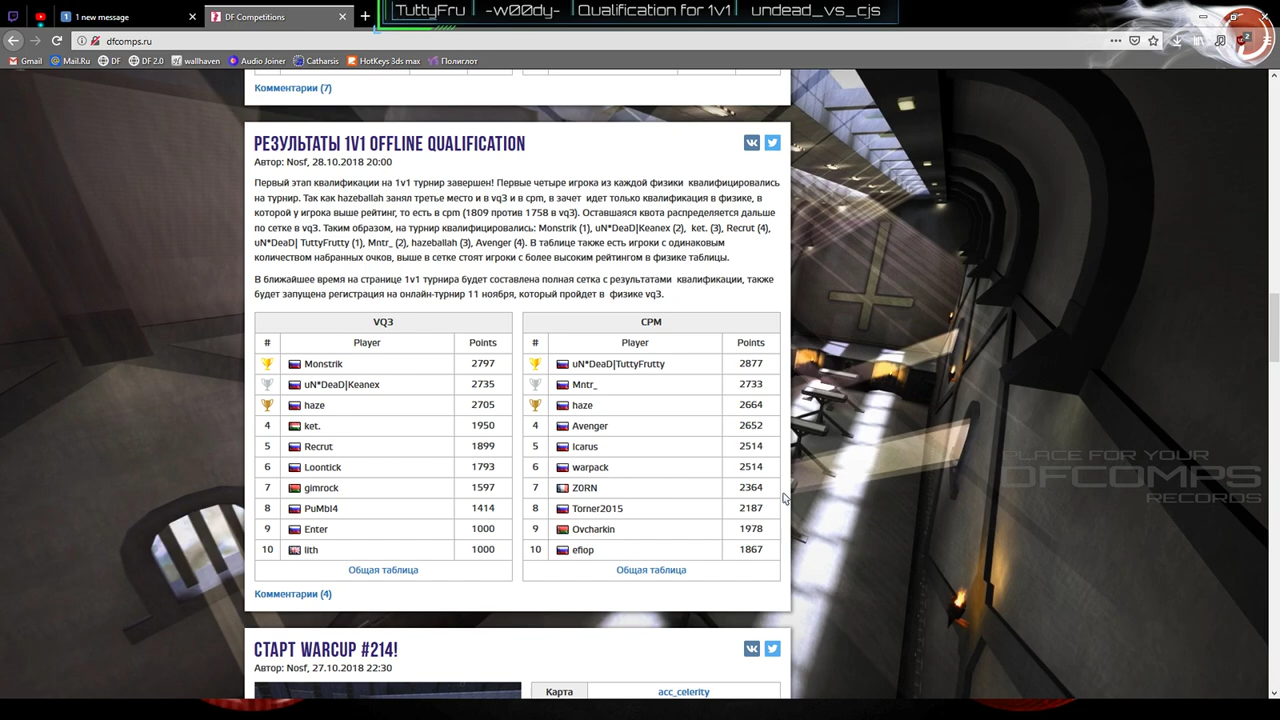 TuttyFru -w00dy- Qualification for 1v1 undead_vs_cjs
1 new message
DF Competitions
dfcomps.ru
2
Gmail Mail.Ru DF DF 2.0 wallhaven Audio Joiner Catharsis HotKeys 3ds max Полиглот
Комментарии (7)
РЕЗУЛЬТАТЫ 1V1 OFFLINE QUALIFICATION
Автор: Nosf, 28.10.2018 20:00
Первый этап квалификации на 1v1 турнир завершен! Первые четыре игрока из каждой физики квалифицировались
на турнир. Так как hazeballah занял третье место и в vq3 и в cpm, в зачет идет только квалификация в физике, в
которой у игрока выше рейтинг, то есть в cpm (1809 против 1758 в vq3). Оставшаяся квота распределяется дальше
по сетке в vq3. Таким образом, на турнир квалифицировались: Monstrik (1), uN*DeaD|Keanex (2), ket. (3), Recrut (4),
uN*DeaD| TuttyFrutty (1), Mntr_ (2), hazeballah (3), Avenger (4). В таблице также есть игроки с одинаковым
количеством набранных очков, выше в сетке стоят игроки с более высоким рейтингом в физике таблицы.
В ближайшее время на странице 1v1 турнира будет составлена полная сетка с результатами квалификации, также
будет запущена регистрация на онлайн-турнир 11 ноября, который пройдет в физике vq3.
VQ3
# Player Points
Monstrik 2797
uN*DeaD|Keanex 2735
haze 2705
4 ket. 1950
5 Recrut 1899
6 Loontick 1793
7 gimrock 1597
8 PuMbl4 1414
9 Enter 1000
10 lith 1000
Общая таблица
CPM
# Player Points
uN*DeaD|TuttyFrutty 2877
Mntr_ 2733
haze 2664
4 Avenger 2652
5 Icarus 2514
6 warpack 2514
7 Z0RN 2364
8 Torner2015 2187
9 Ovcharkin 1978
10 efiop 1867
Общая таблица
Комментарии (4)
СТАРТ WARCUP #214!
Автор: Nosf, 27.10.2018 22:30
Карта acc_celerity
PLACE FOR YOUR
DFCOMPS
RECORDS